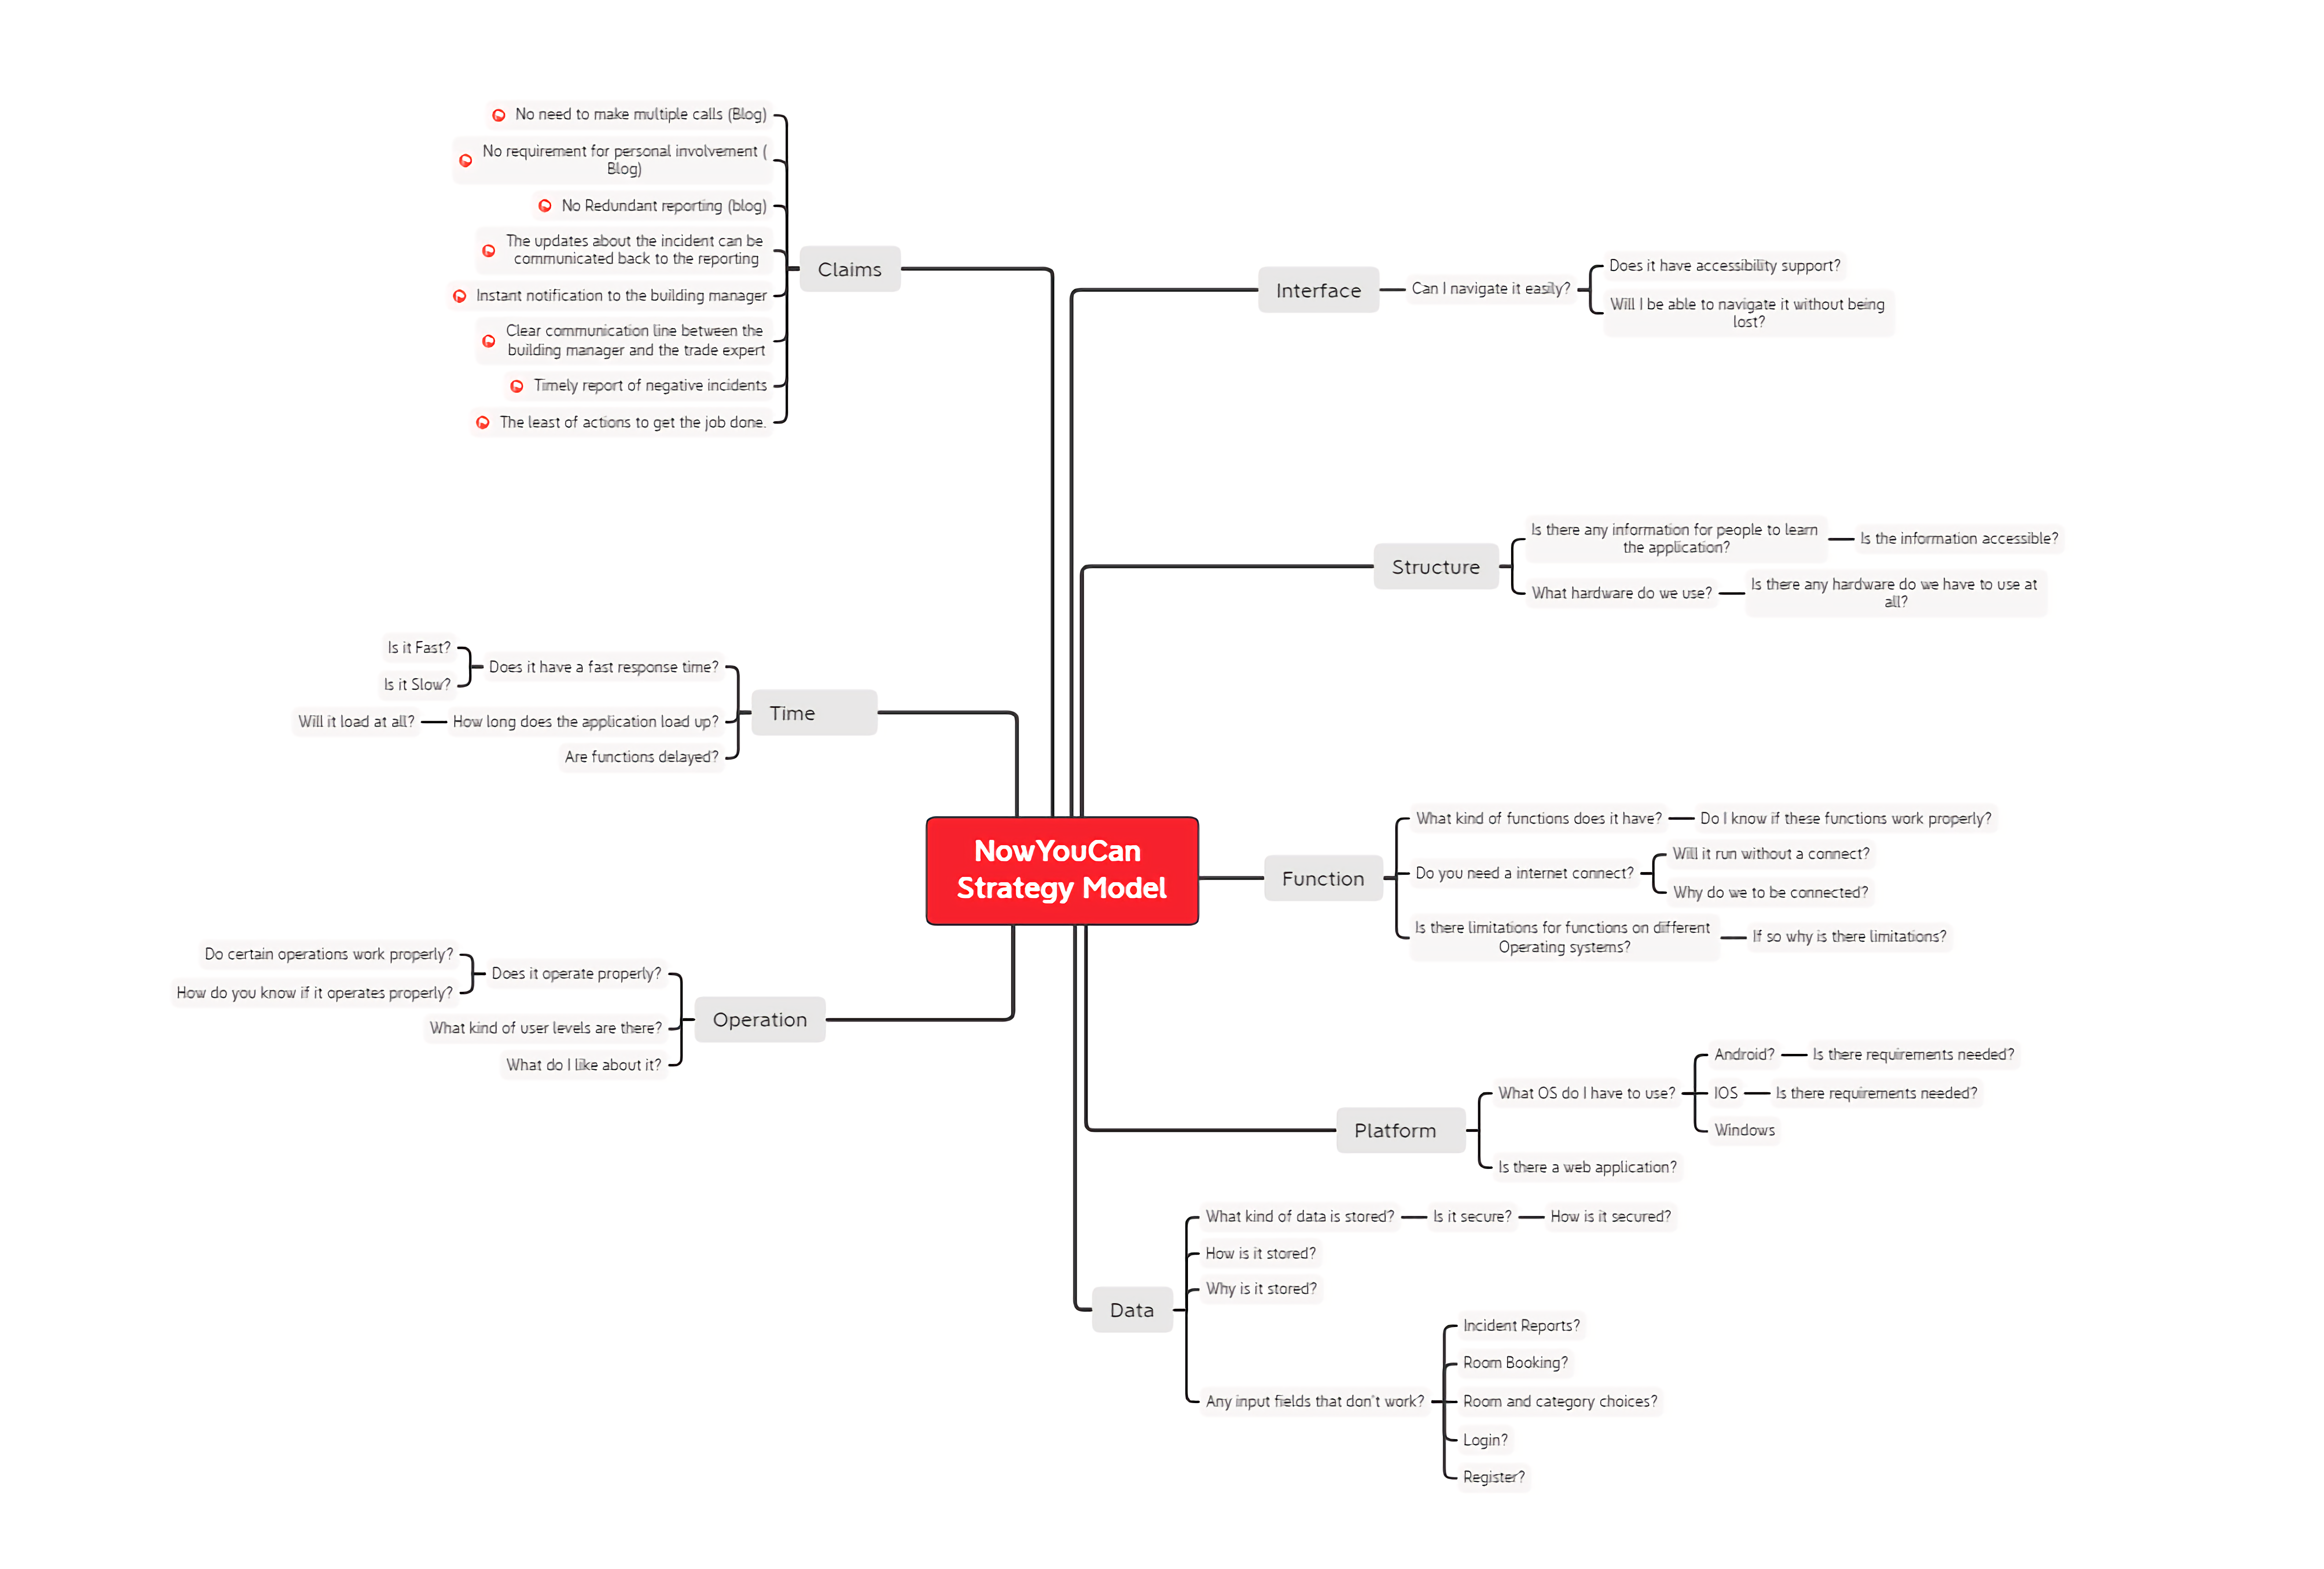 No need to make multiple calls (Blog)
No requirement for personal involvement (
Blog)
No Redundant reporting (blog)
The updates about the incident can be
communicated back to the reporting
Instant notification to the building manager
Clear communication line between the
building manager and the trade expert
Timely report of negative incidents
The least of actions to get the job done.
Claims
Interface
Can I navigate it easily?
Does it have accessibility support?
Will I be able to navigate it without being
lost?
Structure
Is there any information for people to learn
the application?
Is the information accessible?
What hardware do we use?
Is there any hardware do we have to use at
all?
Is it Fast?
Is it Slow?
Does it have a fast response time?
Will it load at all?
How long does the application load up?
Are functions delayed?
Time
NowYouCan
Strategy Model
Function
What kind of functions does it have?
Do I know if these functions work properly?
Do you need a internet connect?
Will it run without a connect?
Why do we to be connected?
Is there limitations for functions on different
Operating systems?
If so why is there limitations?
Do certain operations work properly?
How do you know if it operates properly?
Does it operate properly?
What kind of user levels are there?
What do I like about it?
Operation
Platform
What OS do I have to use?
Android?
Is there requirements needed?
IOS
Is there requirements needed?
Windows
Is there a web application?
Data
What kind of data is stored?
Is it secure?
How is it secured?
How is it stored?
Why is it stored?
Any input fields that don't work?
Incident Reports?
Room Booking?
Room and category choices?
Login?
Register?